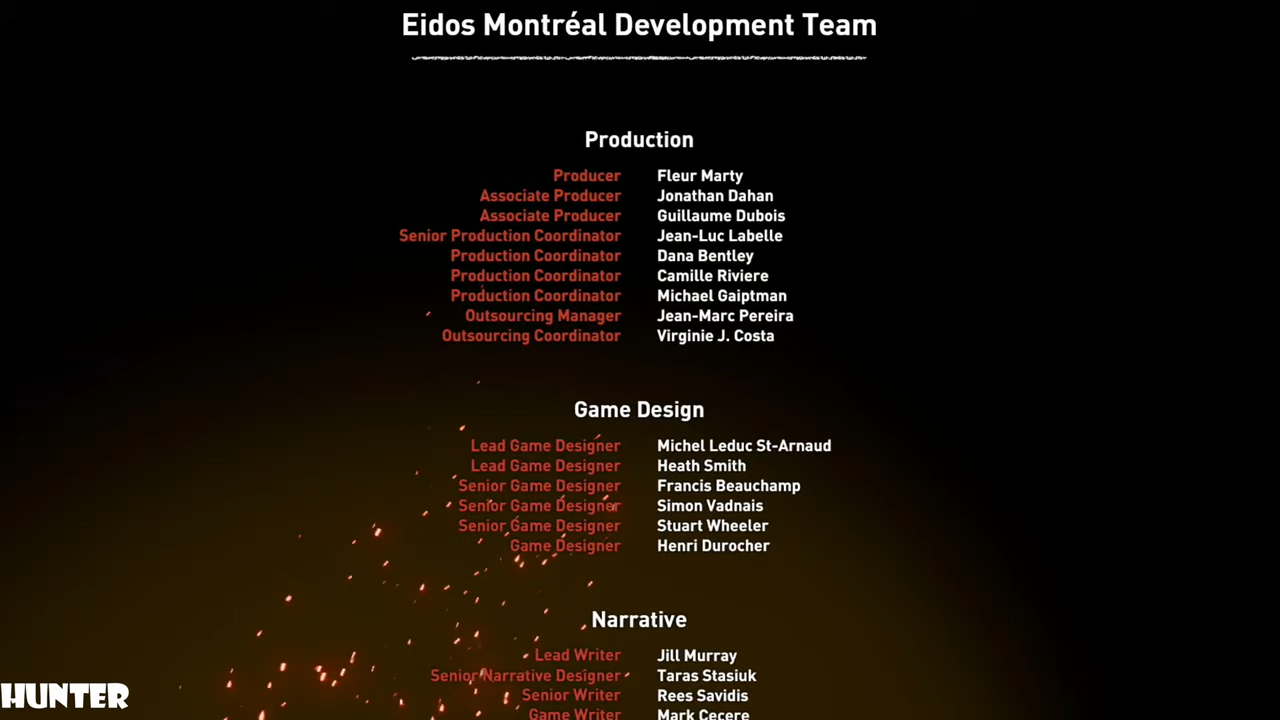 Eidos Montréal Development Team
Production
Producer Fleur Marty
Associate Producer Jonathan Dahan
Associate Producer Guillaume Dubois
Senior Production Coordinator Jean-Luc Labelle
Production Coordinator Dana Bentley
Production Coordinator Camille Riviere
Production Coordinator Michael Gaiptman
Outsourcing Manager Jean-Marc Pereira
Outsourcing Coordinator Virginie J. Costa
Game Design
Lead Game Designer Michel Leduc St-Arnaud
Lead Game Designer Heath Smith
Senior Game Designer Francis Beauchamp
Senior Game Designer Simon Vadnais
Senior Game Designer Stuart Wheeler
Game Designer Henri Durocher
Narrative
Lead Writer Jill Murray
Senior Narrative Designer Taras Stasiuk
Senior Writer Rees Savidis
Game Writer Mark Cecere
HUNTER